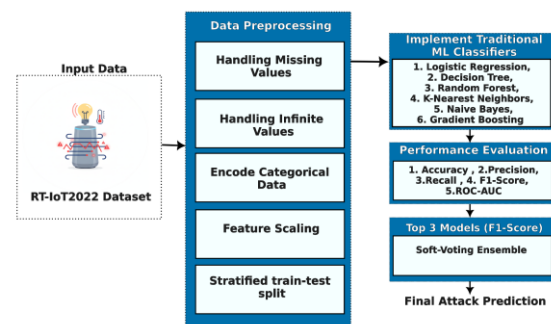 Input Data
RT-IoT2022 Dataset
Data Preprocessing
Handling Missing
Values
Handling Infinite
Values
Encode Categorical
Data
Feature Scaling
Stratified train-test
split
Implement Traditional
ML Classifiers
1. Logistic Regression,
2. Decision Tree,
3. Random Forest,
4. K-Nearest Neighbors,
5. Naive Bayes,
6. Gradient Boosting
Performance Evaluation
1. Accuracy , 2.Precision,
3.Recall , 4. F1-Score,
5.ROC-AUC
Top 3 Models (F1-Score)
Soft-Voting Ensemble
Final Attack Prediction